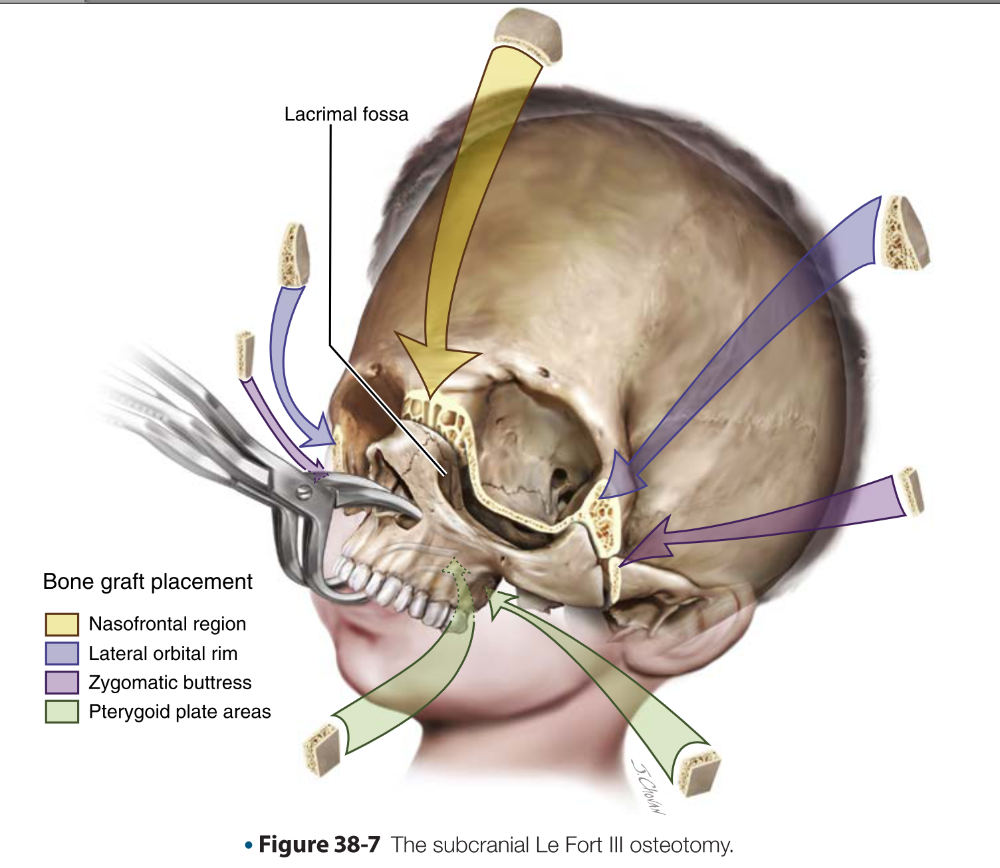 Lacrimal fossa
Bone graft placement
Nasofrontal region
Lateral orbital rim
Zygomatic buttress
Pterygoid plate areas
J. CHOVAN
• Figure 38-7 The subcranial Le Fort III osteotomy.